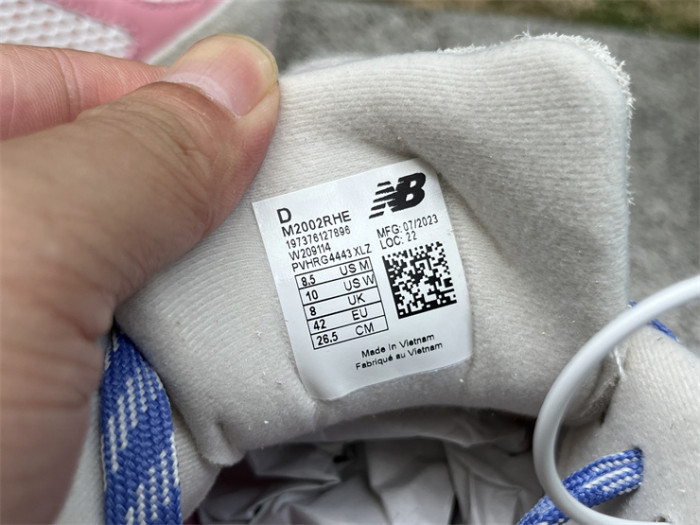 D
NB
M2002RHE
197376127896
MFG: 07/2023
W209114
LOC: 22
PVHRG4443 XLZ
8.5 US M
10 US W
8 UK
42 EU
26.5 CM
Made in Vietnam
Fabriqué au Vietnam